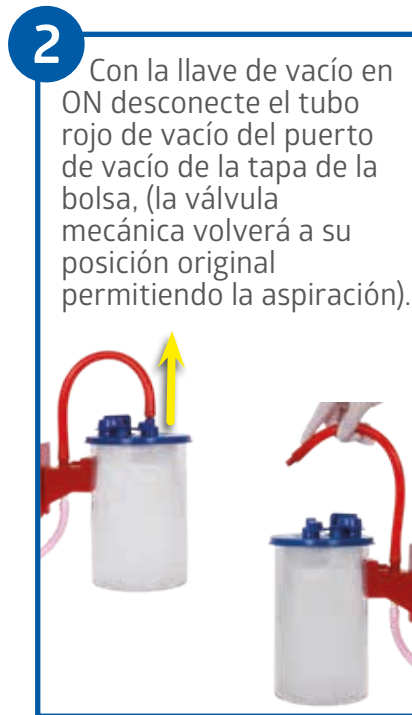 2
Con la llave de vacío en
ON desconecte el tubo
rojo de vacío del puerto
de vacío de la tapa de la
bolsa, (la válvula
mecánica volverá a su
posición original
permitiendo la aspiración).